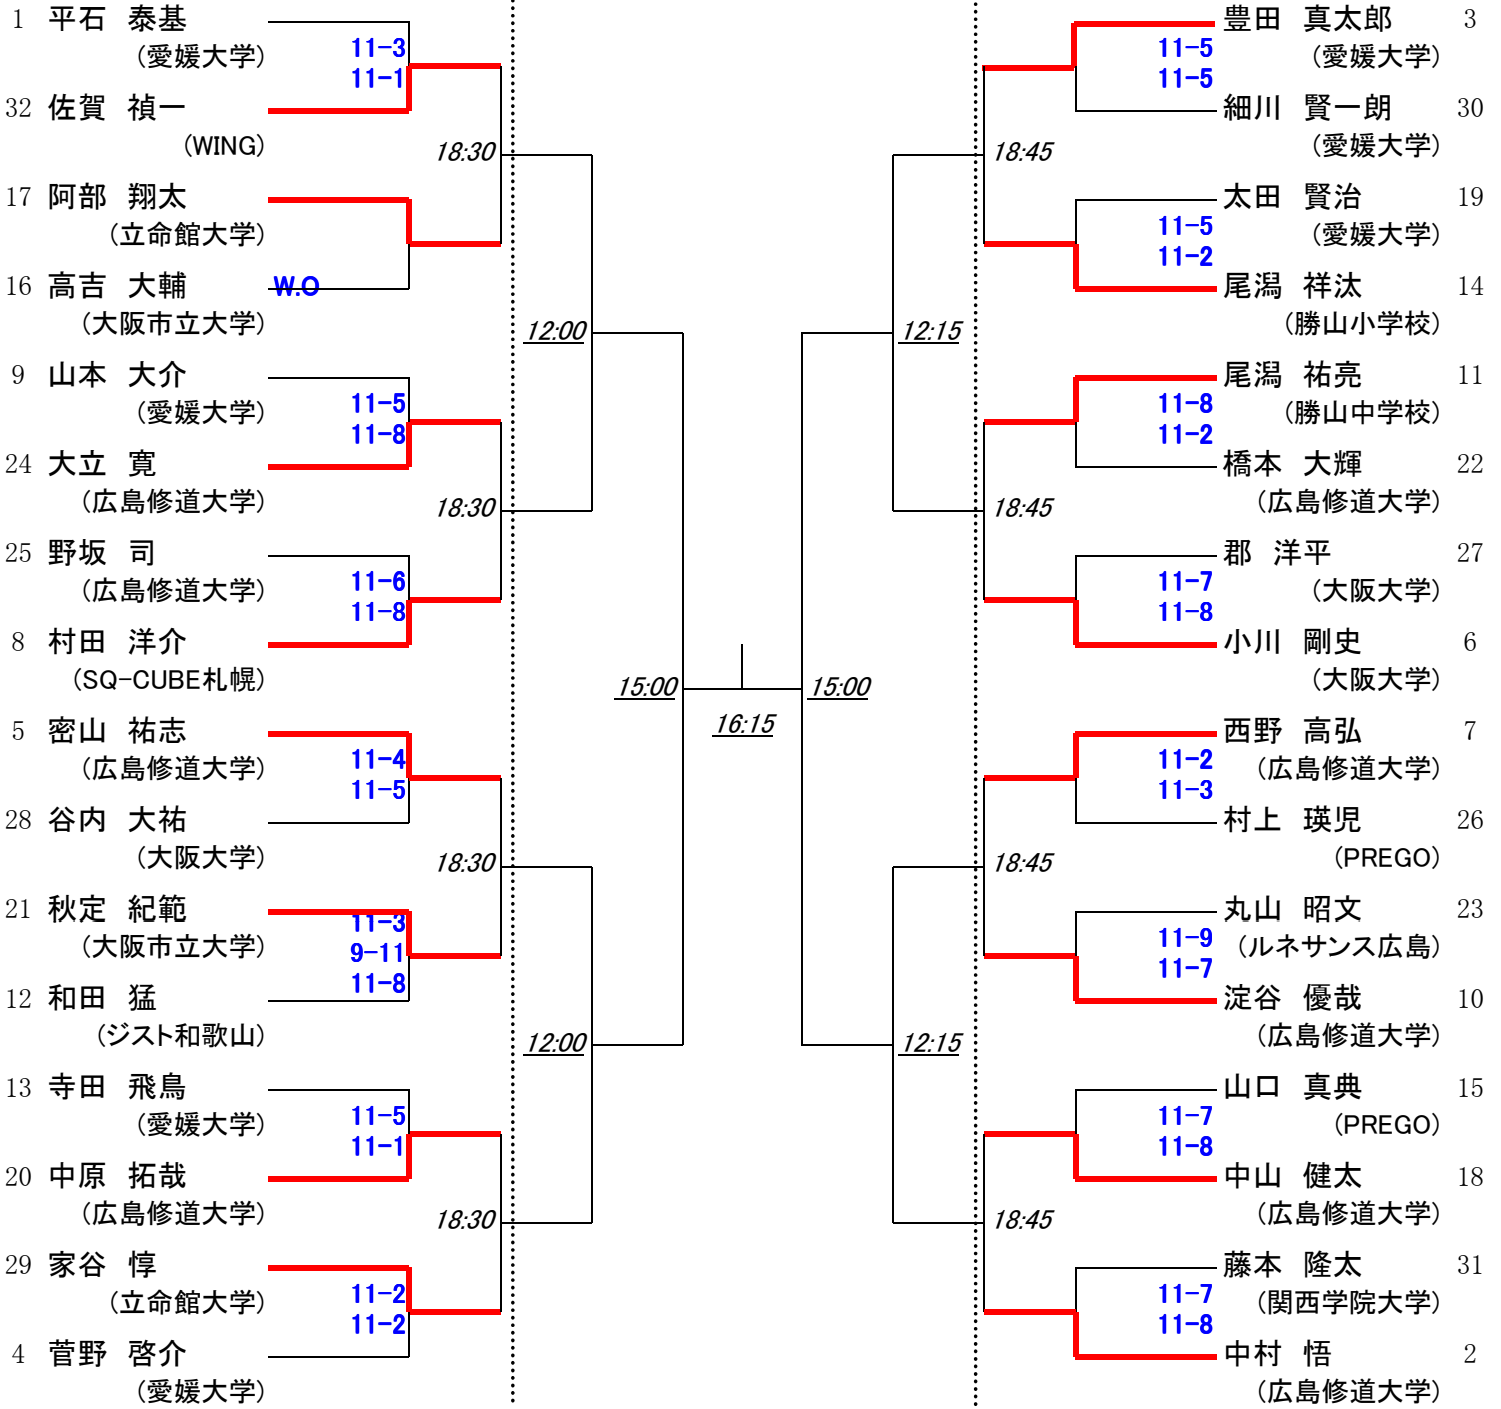 1 平石 泰基
(愛媛大学)
11-3
11-1
32 佐賀 禎一
(WING)
18:30
17 阿部 翔太
(立命館大学)
16 高吉 大輔 W.O
(大阪市立大学)
12:00
9 山本 大介
(愛媛大学)
11-5
11-8
24 大立 寛
(広島修道大学)
18:30
25 野坂 司
(広島修道大学)
11-6
11-8
8 村田 洋介
(SQ-CUBE札幌)
15:00
5 密山 祐志
(広島修道大学)
11-4
11-5
28 谷内 大祐
(大阪大学)
18:30
21 秋定 紀範
(大阪市立大学)
11-3
9-11
11-8
12 和田 猛
(ジスト和歌山)
12:00
13 寺田 飛鳥
(愛媛大学)
11-5
11-1
20 中原 拓哉
(広島修道大学)
18:30
29 家谷 惇
(立命館大学)
11-2
11-2
4 菅野 啓介
(愛媛大学)
16:15
豊田 真太郎 3
(愛媛大学)
11-5
11-5
細川 賢一朗 30
(愛媛大学)
18:45
太田 賢治 19
(愛媛大学)
11-5
11-2
尾潟 祥汰 14
(勝山小学校)
12:15
尾潟 祐亮 11
(勝山中学校)
11-8
11-2
橋本 大輝 22
(広島修道大学)
18:45
郡 洋平 27
(大阪大学)
11-7
11-8
小川 剛史 6
(大阪大学)
15:00
西野 高弘 7
(広島修道大学)
11-2
11-3
村上 瑛児 26
(PREGO)
18:45
丸山 昭文 23
(ルネサンス広島)
11-9
11-7
淀谷 優哉 10
(広島修道大学)
12:15
山口 真典 15
(PREGO)
11-7
11-8
中山 健太 18
(広島修道大学)
18:45
藤本 隆太 31
(関西学院大学)
11-7
11-8
中村 悟 2
(広島修道大学)